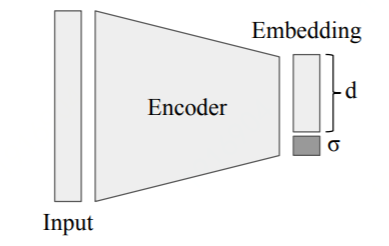 Embedding
Encoder
d
σ
Input